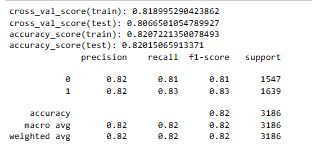 cross_val_score(train): 0.818995290423862
cross_val_score(test): 0.8066501054789927
accuracy_score(train): 0.8207221350078493
accuracy_score(test): 0.82015065913371
precision recall f1-score support
0 0.82 0.81 0.81 1547
1 0.82 0.83 0.83 1639
accuracy 0.82 3186
macro avg 0.82 0.82 0.82 3186
weighted avg 0.82 0.82 0.82 3186